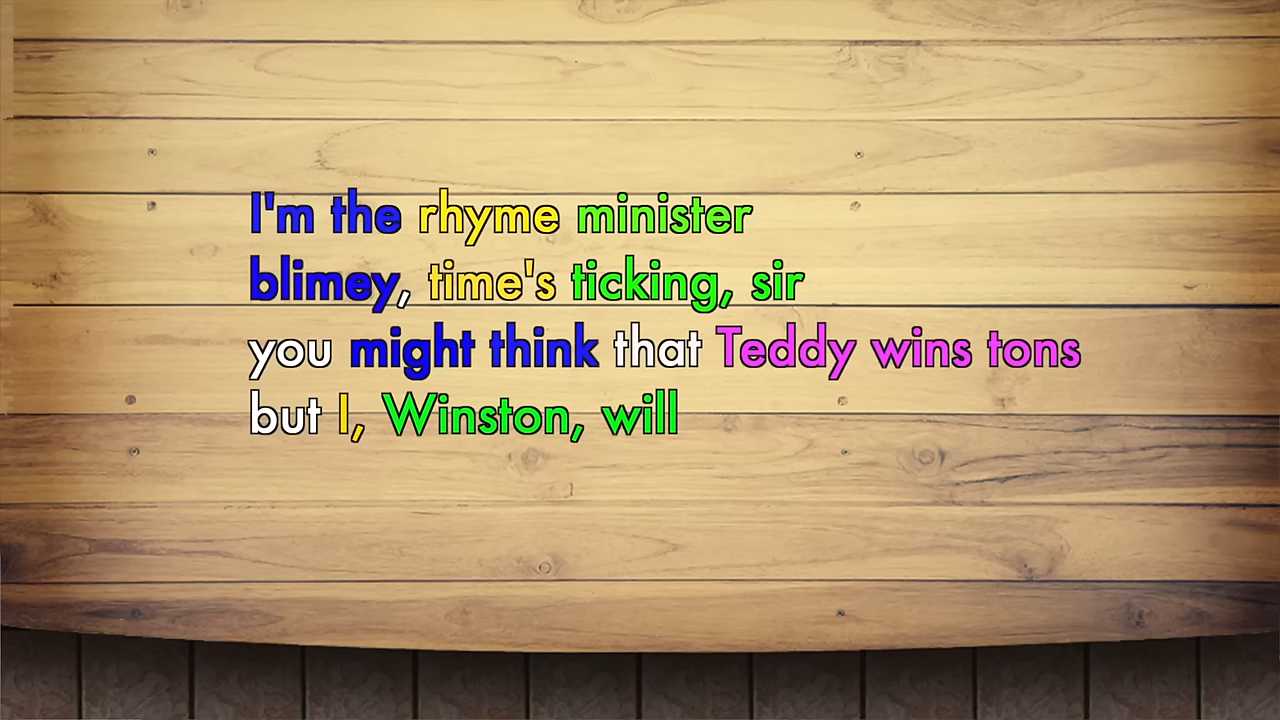 I'm the rhyme minister
blimey, time's ticking, sir
you might think that Teddy wins tons
but I, Winston, will